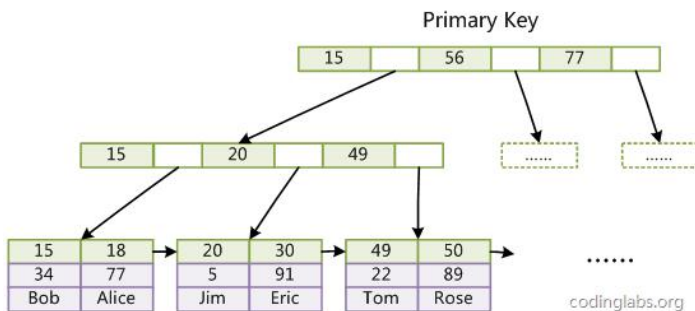 Primary Key
15 56 77
15 20 49
...... ......
15 18 20 30 49 50
34 77 5 91 22 89
Bob Alice Jim Eric Tom Rose
......
codinglabs.org